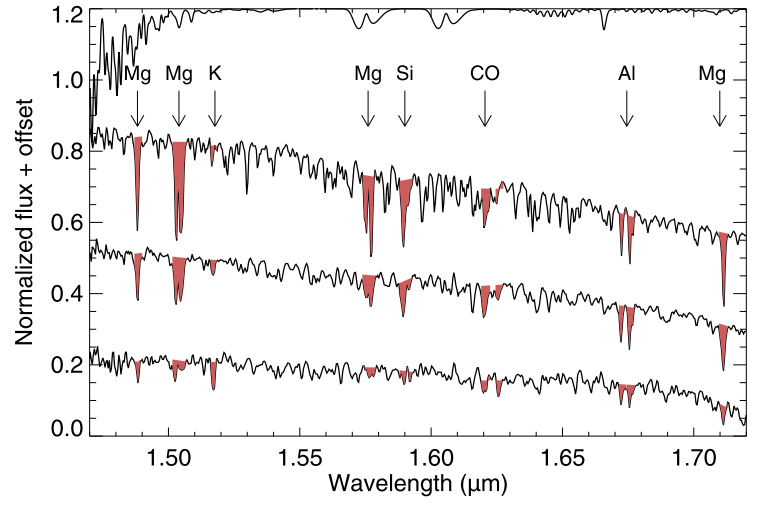 1.2
Mg Mg K Mg Si CO Al Mg
1.0
0.8
0.6
0.4
0.2
0.0
Normalized flux + offset
1.50 1.55 1.60 1.65 1.70
Wavelength (μm)